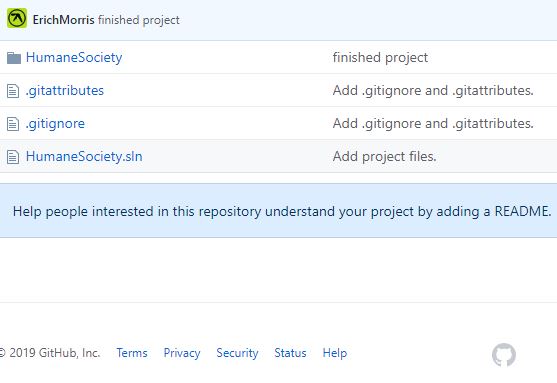 ErichMorris finished project
HumaneSociety finished project
.gitattributes Add .gitignore and .gitattributes.
.gitignore Add .gitignore and .gitattributes.
HumaneSociety.sln Add project files.
Help people interested in this repository understand your project by adding a README.
© 2019 GitHub, Inc. Terms Privacy Security Status Help